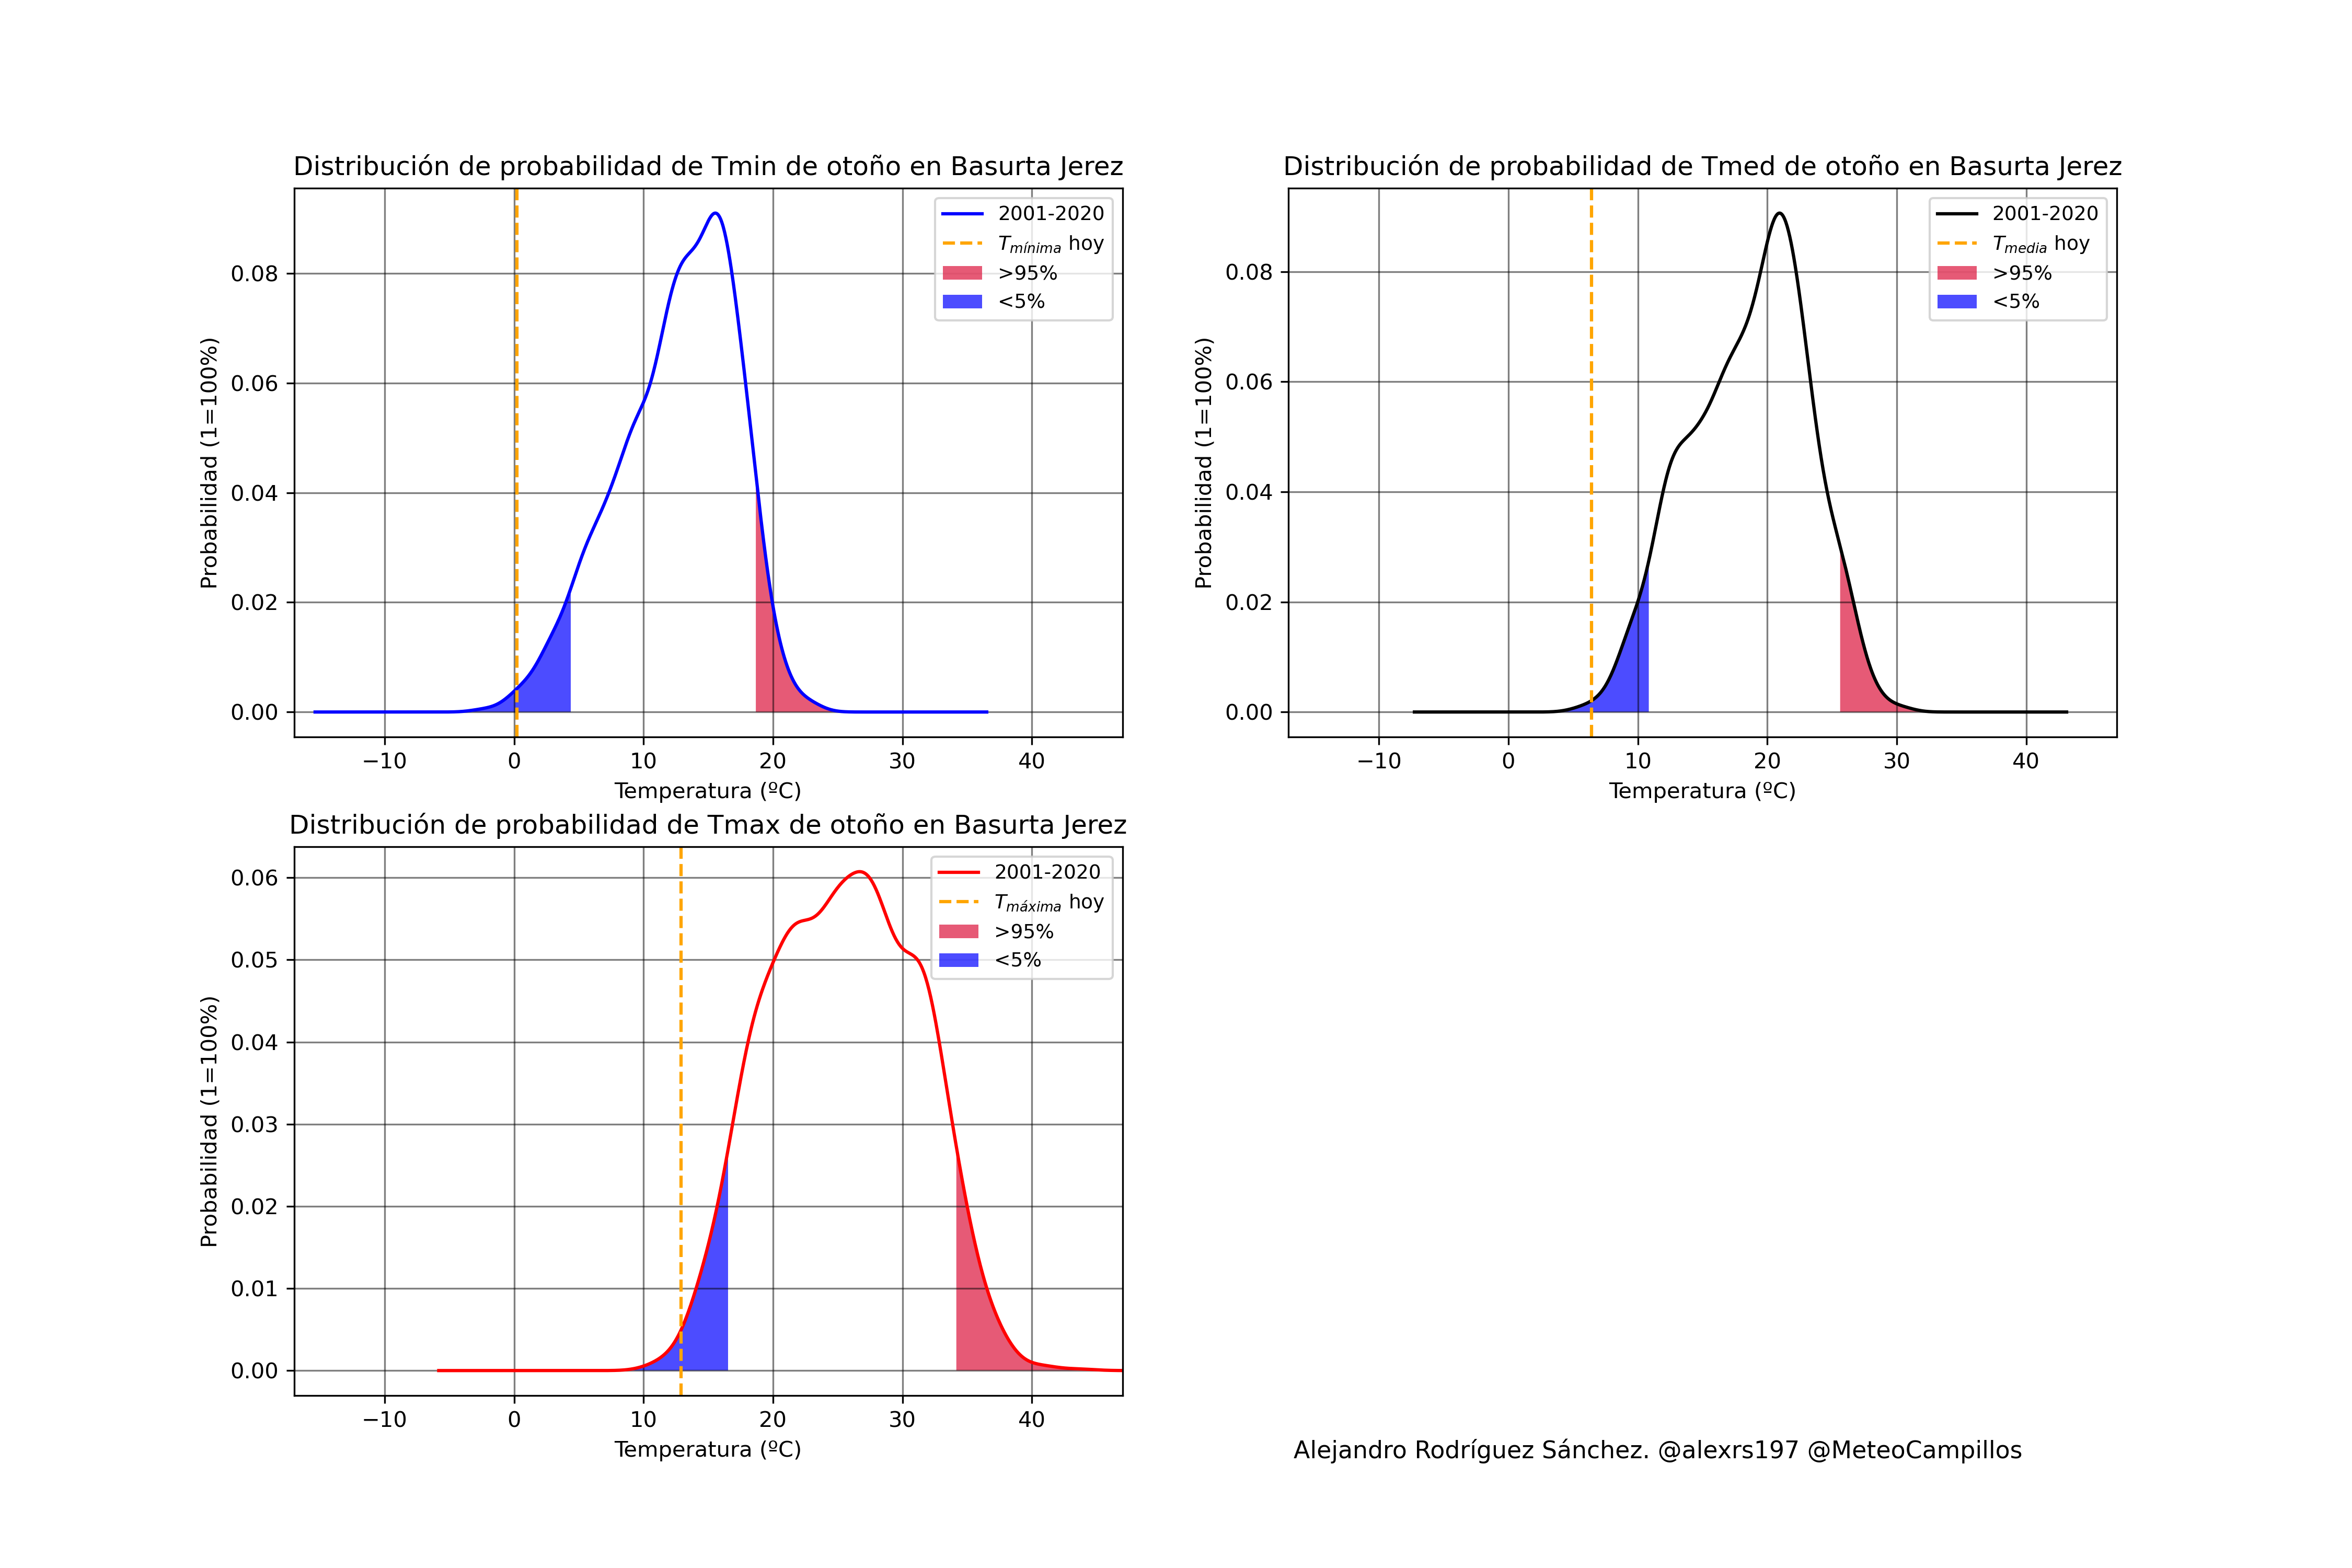 Distribución de probabilidad de Tmin de otoño en Basurta Jerez
Probabilidad (1=100%)
0.08
0.06
0.04
0.02
0.00
2001-2020
Tmínima hoy
>95%
<5%
−10 0 10 20 30 40
Temperatura (ºC)
Distribución de probabilidad de Tmed de otoño en Basurta Jerez
Probabilidad (1=100%)
0.08
0.06
0.04
0.02
0.00
2001-2020
Tmedia hoy
>95%
<5%
−10 0 10 20 30 40
Temperatura (ºC)
Distribución de probabilidad de Tmax de otoño en Basurta Jerez
Probabilidad (1=100%)
0.06
0.05
0.04
0.03
0.02
0.01
0.00
2001-2020
Tmáxima hoy
>95%
<5%
−10 0 10 20 30 40
Temperatura (ºC)
Alejandro Rodríguez Sánchez. @alexrs197 @MeteoCampillos